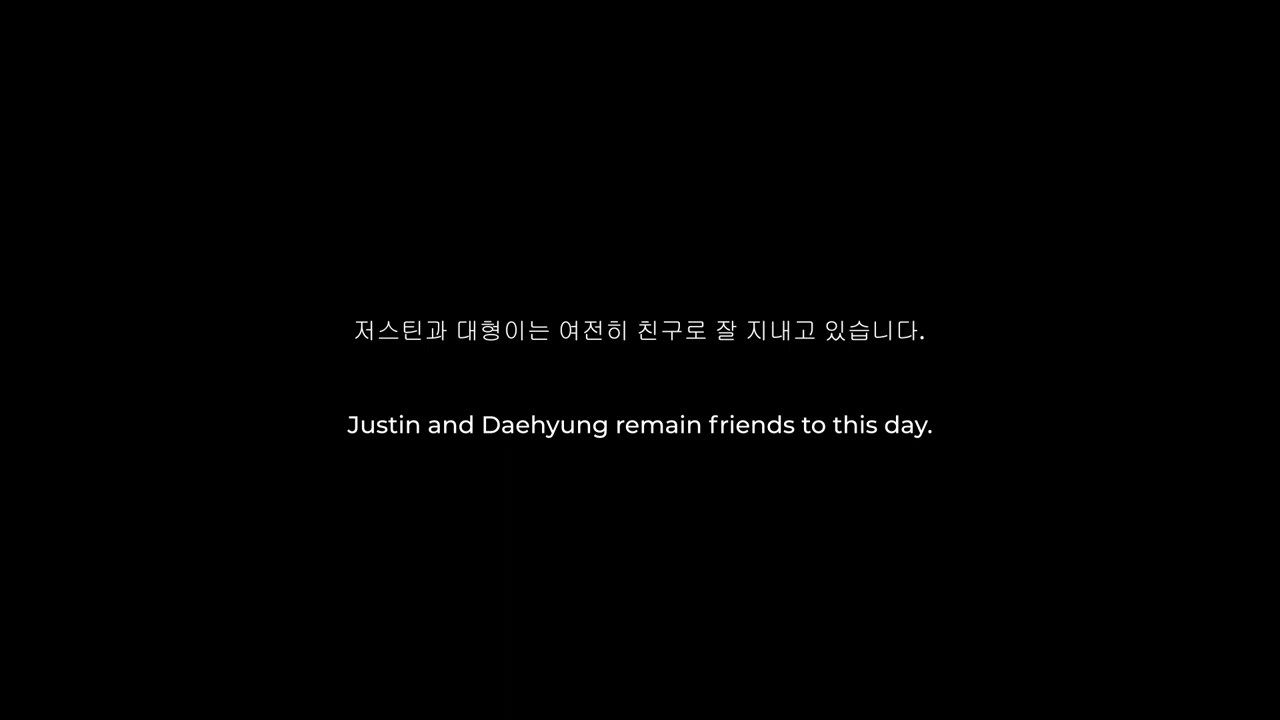 저스틴과 대형이는 여전히 친구로 잘 지내고 있습니다.
Justin and Daehyung remain friends to this day.